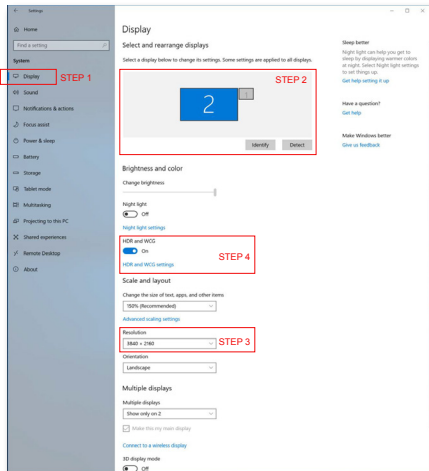 Settings
Home
Find a setting
System
Display
STEP 1
Sound
Notifications & actions
Focus assist
Power & sleep
Battery
Storage
Tablet mode
Multitasking
Projecting to this PC
Shared experiences
Remote Desktop
About
Display
Select and rearrange displays
Select a display below to change its settings. Some settings are applied to all displays.
STEP 2
2
1
Identify
Detect
Brightness and color
Change brightness
Night light
Off
Night light settings
HDR and WCG
On
STEP 4
HDR and WCG settings
Scale and layout
Change the size of text, apps, and other items
150% (Recommended)
Advanced scaling settings
Resolution
3840 × 2160
STEP 3
Orientation
Landscape
Multiple displays
Multiple displays
Show only on 2
Make this my main display
Connect to a wireless display
3D display mode
Off
Sleep better
Night light can help you get to
sleep by displaying warmer colors
at night. Select Night light settings
to set things up.
Get help setting it up
Have a question?
Get help
Make Windows better
Give us feedback